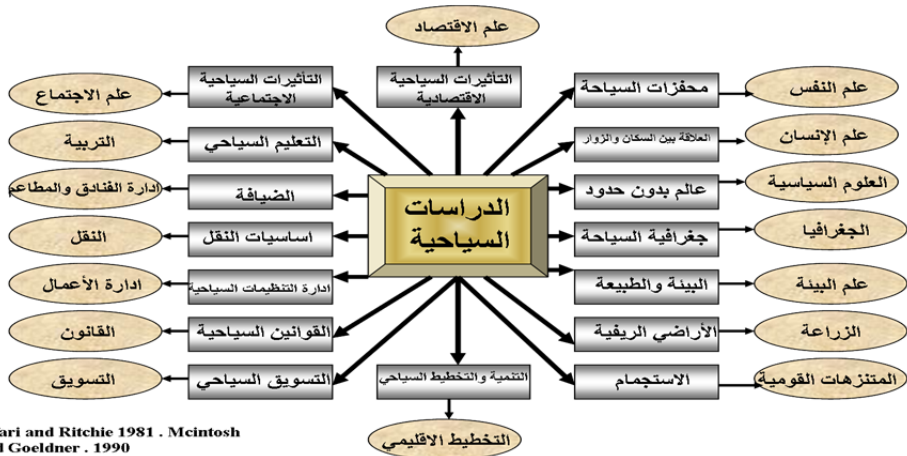 علم الاقتصاد
التأثيرات السياحية
الاقتصادية
محفزات السياحة
علم النفس
العلاقة بين السكان والزوار
علم الإنسان
عالم بدون حدود
العلوم السياسية
جغرافية السياحة
الجغرافيا
البيئة والطبيعة
علم البيئة
الأراضي الريفية
الزراعة
الاستجمام
المتنزهات القومية
الدراسات
السياحية
التأثيرات السياحية
الاجتماعية
علم الاجتماع
التعليم السياحي
التربية
الضيافة
ادارة الفنادق والمطاعم
اساسيات النقل
النقل
ادارة التنظيمات السياحية
ادارة الأعمال
القوانين السياحية
القانون
التسويق السياحي
التسويق
التنمية والتخطيط السياحي
التخطيط الاقليمي
ari and Ritchie 1981 . Mcintosh
Goeldner . 1990